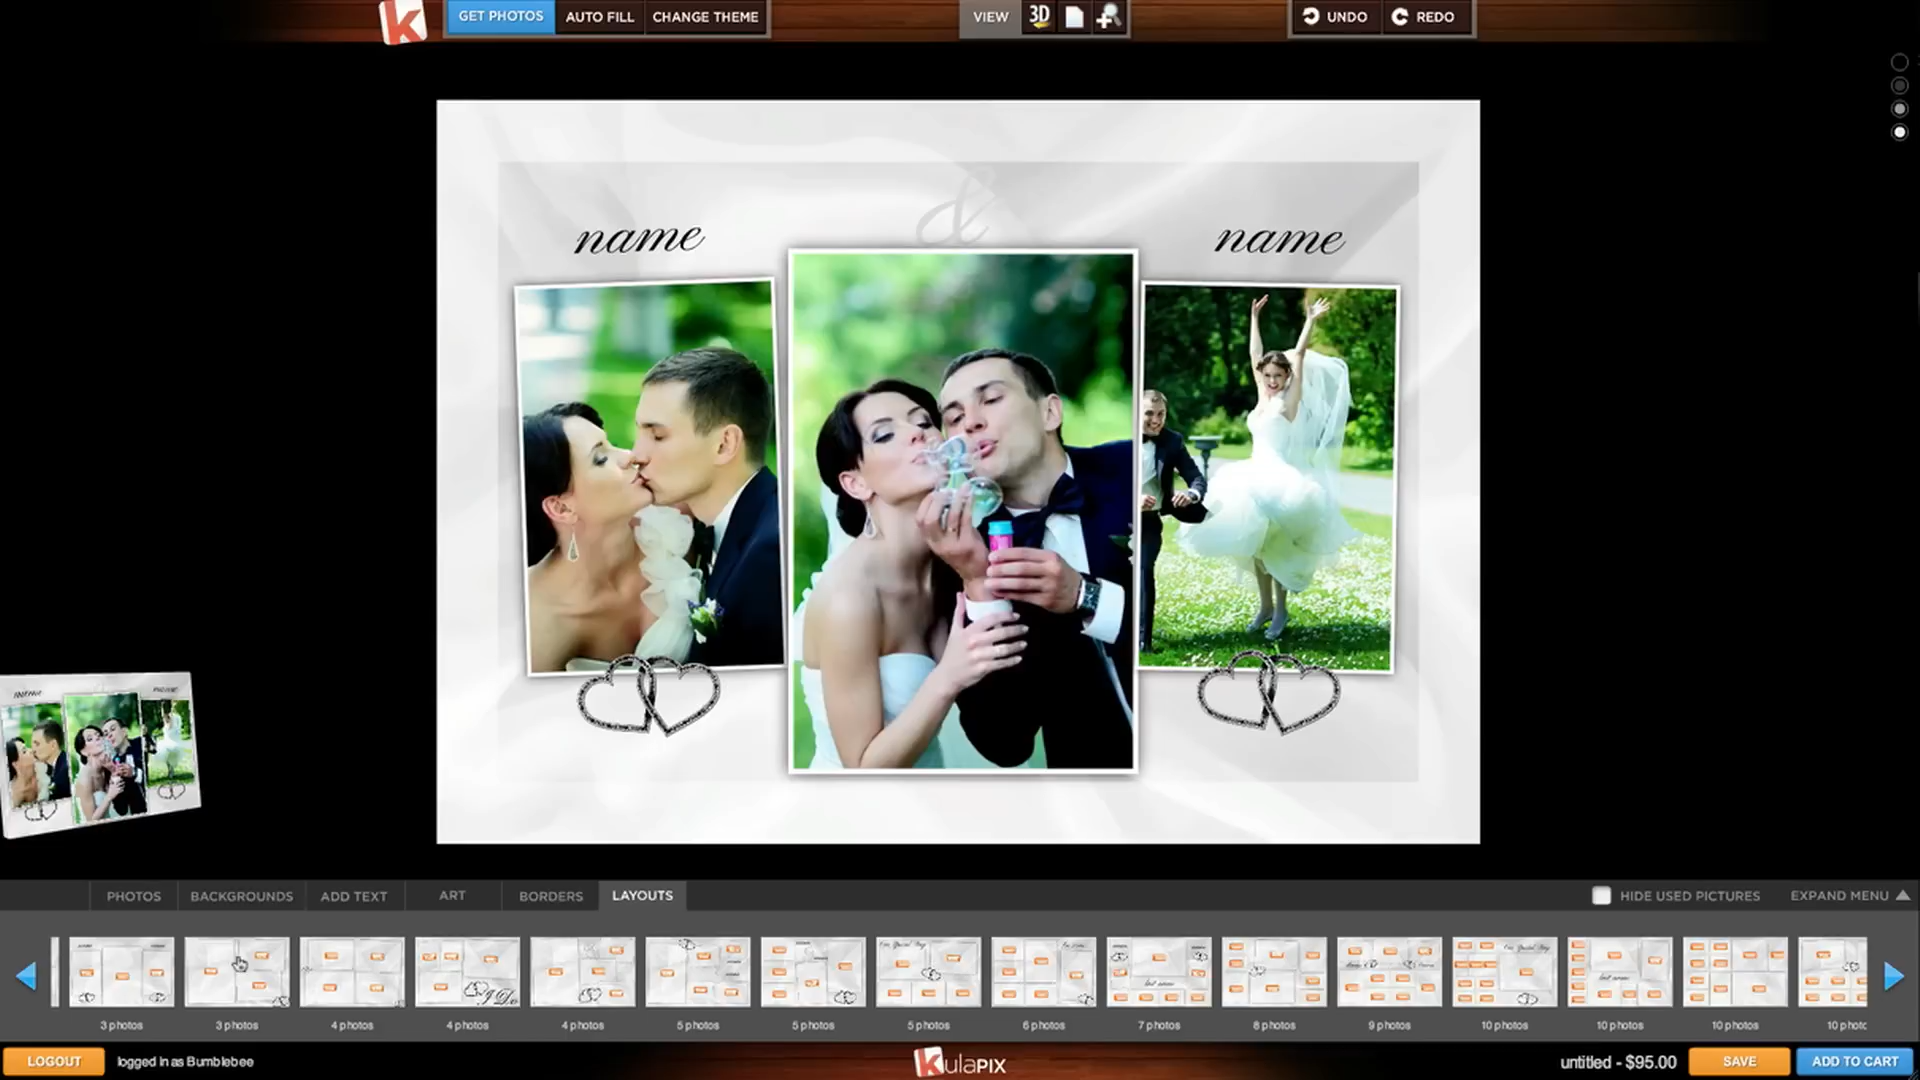 GET PHOTOS AUTO FILL CHANGE THEME VIEW 3D UNDO REDO
&
name name
PHOTOS BACKGROUNDS ADD TEXT ART BORDERS LAYOUTS HIDE USED PICTURES EXPAND MENU
3 photos 3 photos 4 photos 4 photos 4 photos 5 photos 5 photos 5 photos 6 photos 7 photos 8 photos 9 photos 10 photos 10 photos 10 photos 10 photc
LOGOUT logged in as Bumblebee kulaPIX untitled - $95.00 SAVE ADD TO CART